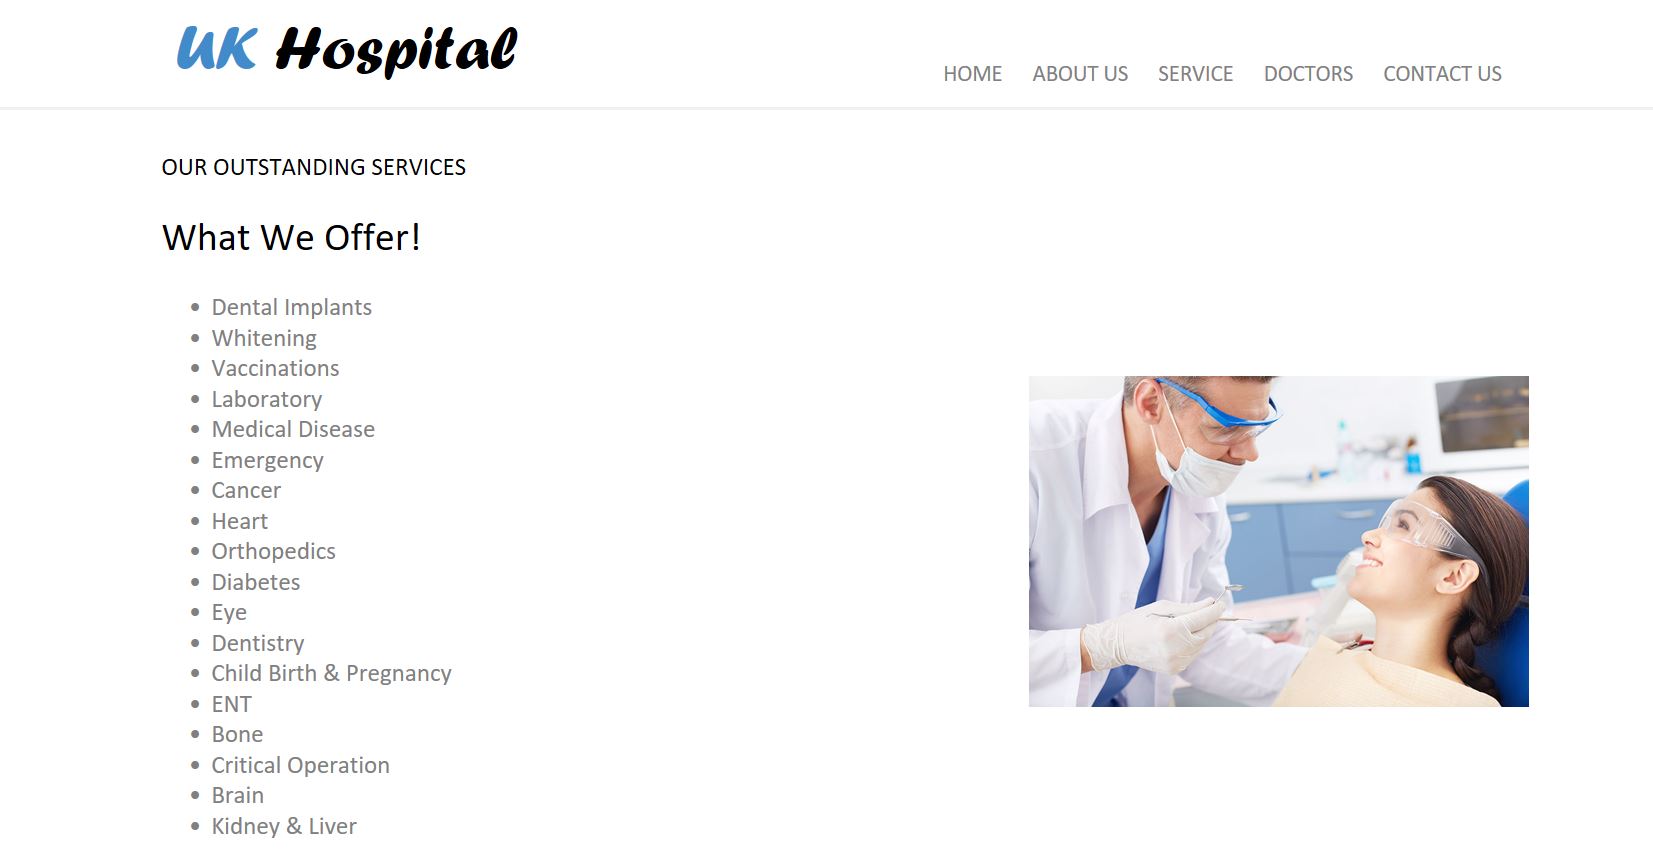 UK Hospital
HOME ABOUT US SERVICE DOCTORS CONTACT US
OUR OUTSTANDING SERVICES
What We Offer!
Dental Implants
Whitening
Vaccinations
Laboratory
Medical Disease
Emergency
Cancer
Heart
Orthopedics
Diabetes
Eye
Dentistry
Child Birth & Pregnancy
ENT
Bone
Critical Operation
Brain
Kidney & Liver